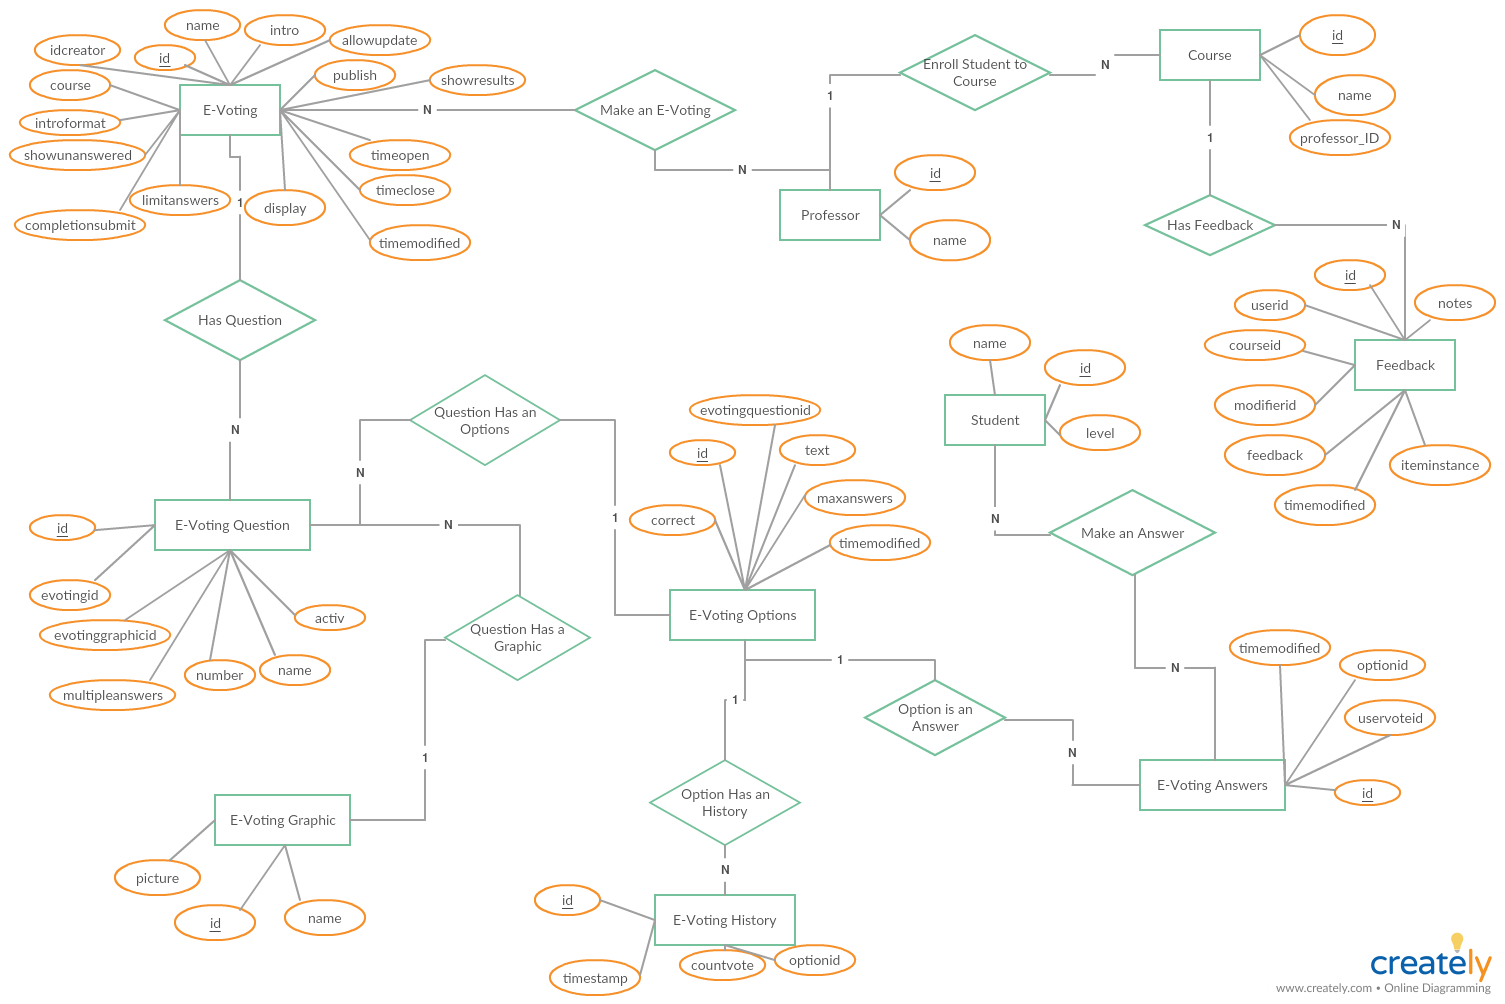 name
intro
idcreator
id
allowupdate
publish
showresults
course
E-Voting
introformat
showunanswered
limitanswers
display
completionsubmit
timeopen
timeclose
timemodified
N
Make an E-Voting
N
1
Enroll Student to
Course
N
Course
id
name
professor_ID
1
Professor
id
name
Has Feedback
N
1
Has Question
N
id
userid
notes
courseid
Feedback
modifierid
feedback
iteminstance
timemodified
name
id
Student
level
Question Has an
Options
N
1
evotingquestionid
id
text
maxanswers
correct
timemodified
N
Make an Answer
id
E-Voting Question
N
evotingid
evotinggraphicid
activ
multipleanswers
number
name
Question Has a
Graphic
E-Voting Options
1
1
Option is an
Answer
N
N
timemodified
optionid
uservoteid
E-Voting Answers
id
1
E-Voting Graphic
picture
id
name
Option Has an
History
N
id
E-Voting History
timestamp
countvote
optionid
creately
www.creately.com • Online Diagramming